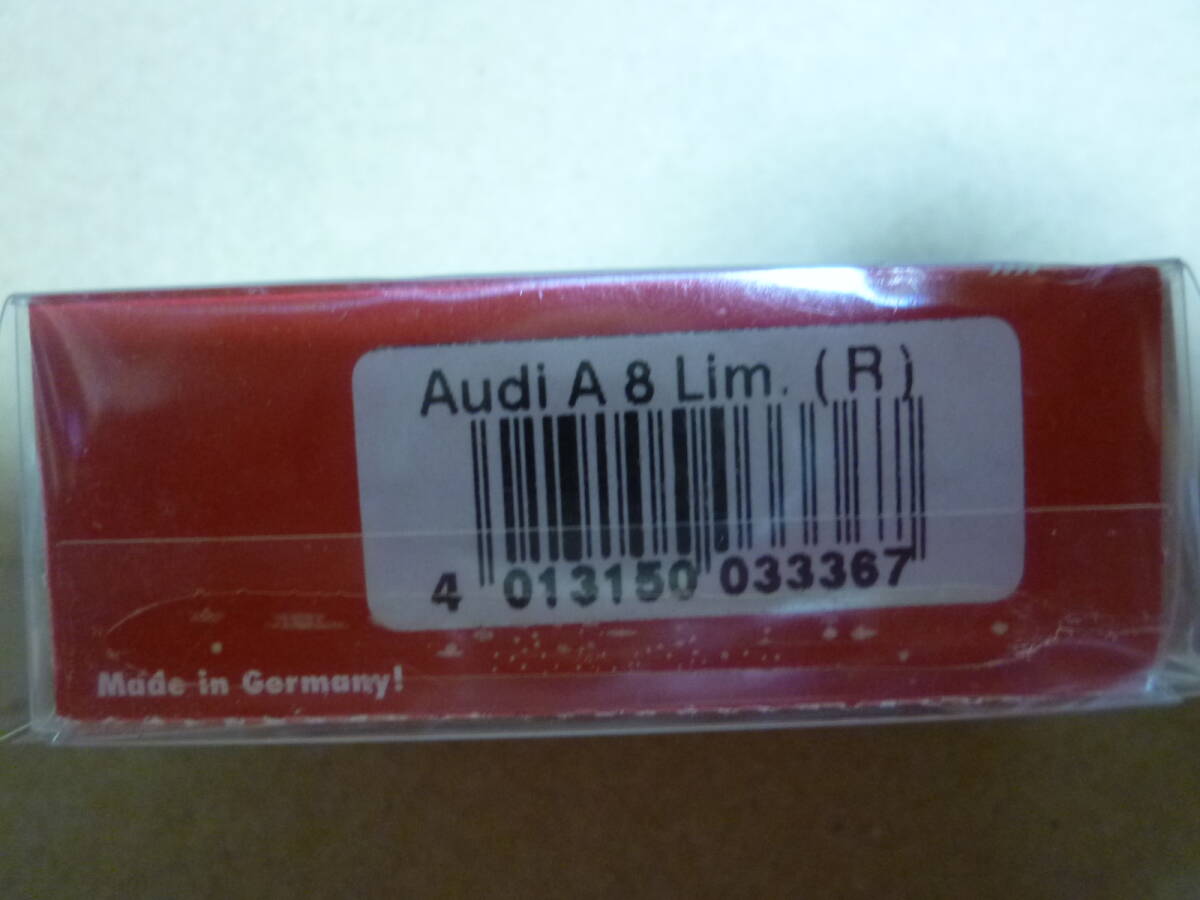 Audi A 8 Lim. ( R )
4 013150 033367
Made in Germany!